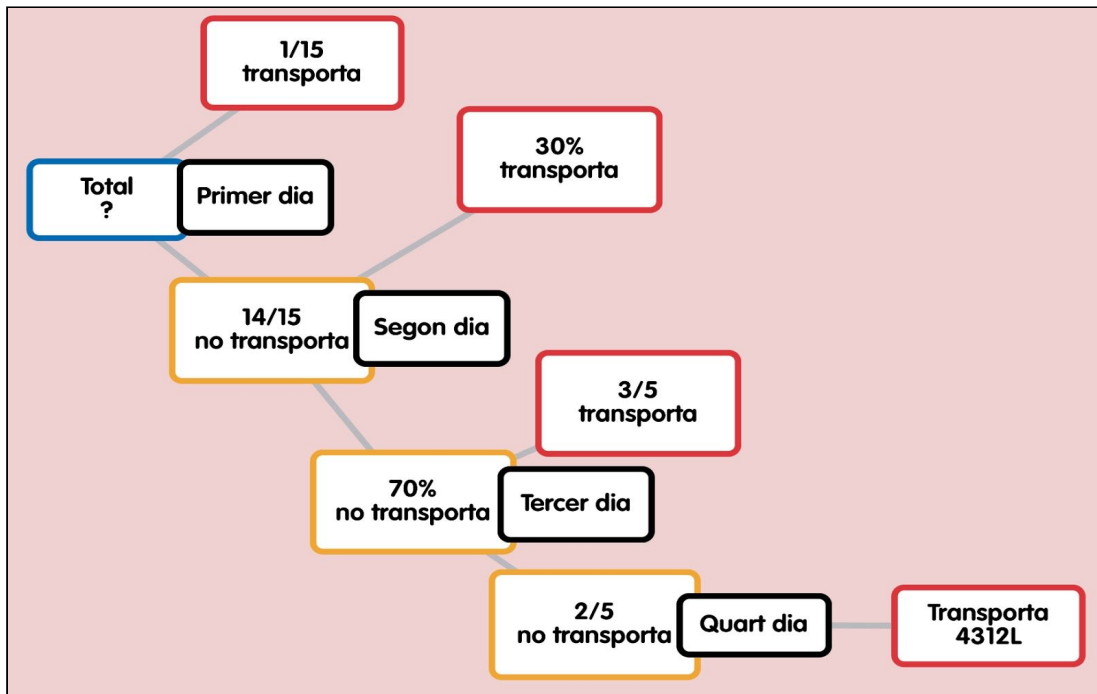 1/15
transporta
30%
transporta
Total
?
Primer dia
14/15
no transporta
Segon dia
3/5
transporta
70%
no transporta
Tercer dia
2/5
no transporta
Quart dia
Transporta
4312L